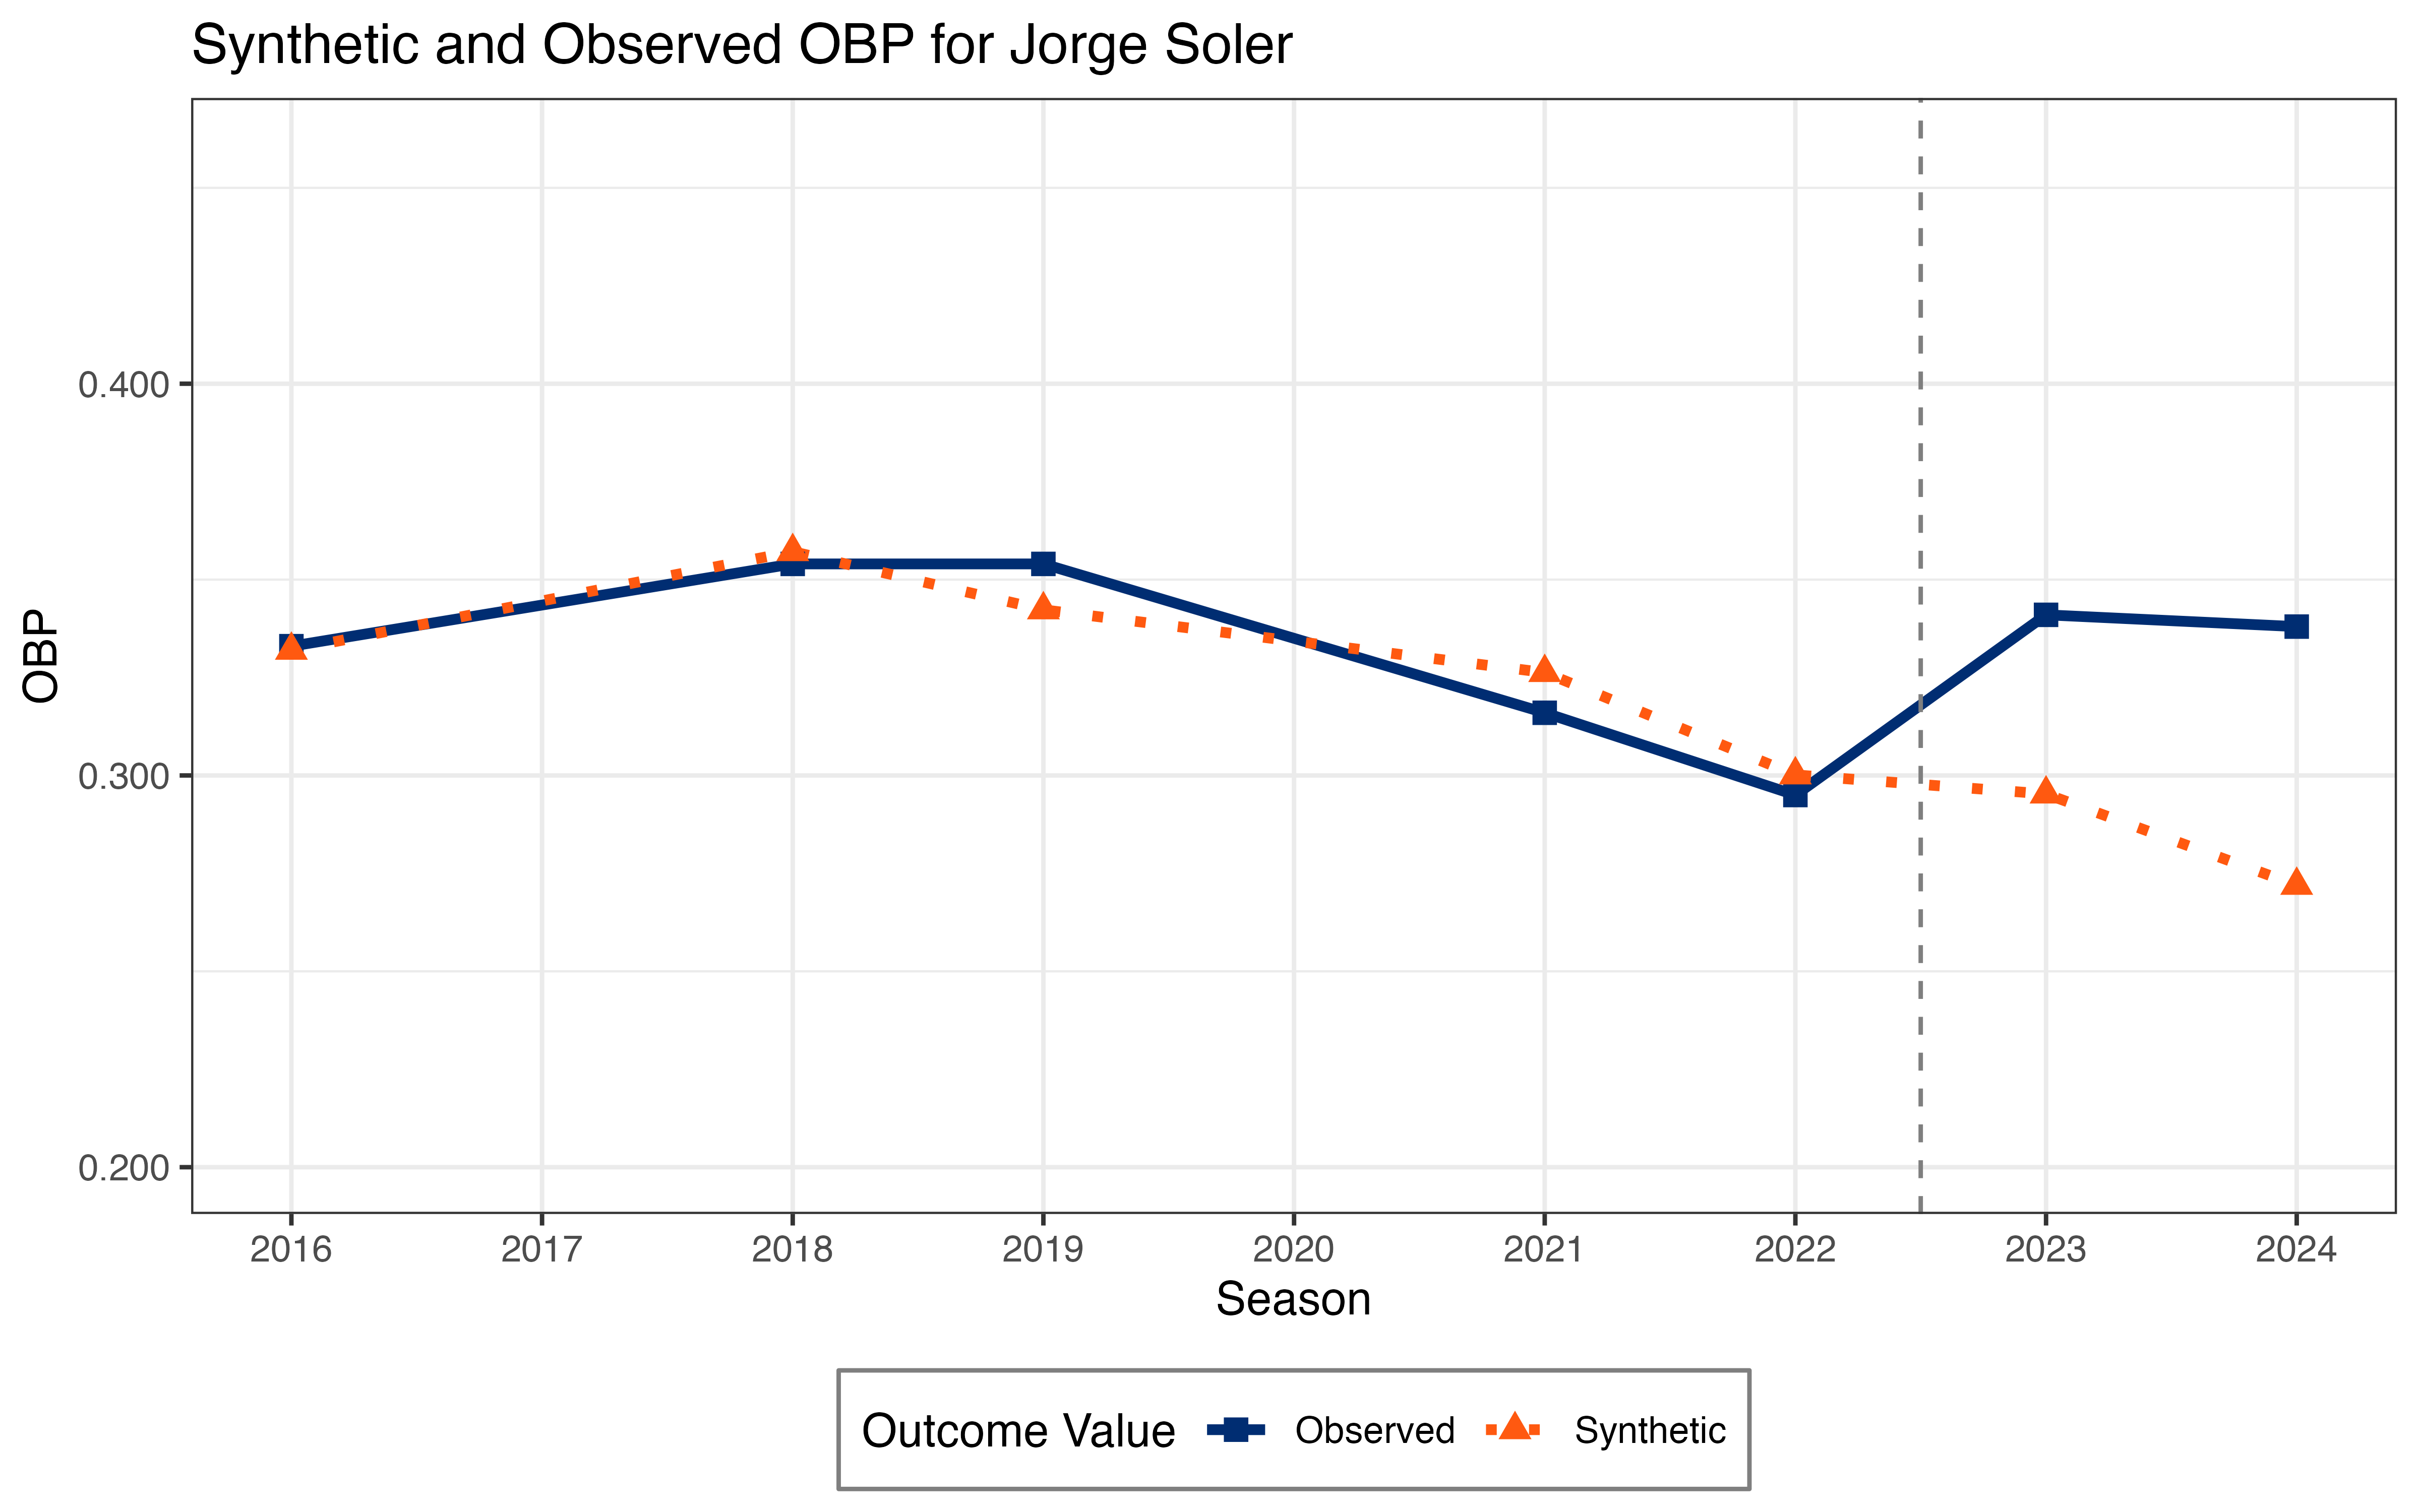 Synthetic and Observed OBP for Jorge Soler
OBP
0.400
0.300
0.200
2016 2017 2018 2019 2020 2021 2022 2023 2024
Season
Outcome Value Observed Synthetic